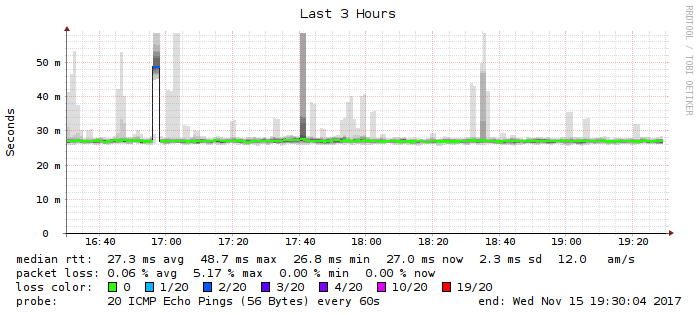 Last 3 Hours
RRDTOOL / TOBI OETIKER
Seconds
50 m
40 m
30 m
20 m
10 m
0
16:40 17:00 17:20 17:40 18:00 18:20 18:40 19:00 19:20
median rtt: 27.3 ms avg 48.7 ms max 26.8 ms min 27.0 ms now 2.3 ms sd 12.0 am/s
packet loss: 0.06 % avg 5.17 % max 0.00 % min 0.00 % now
loss color: 0 1/20 2/20 3/20 4/20 10/20 19/20
probe: 20 ICMP Echo Pings (56 Bytes) every 60s end: Wed Nov 15 19:30:04 2017